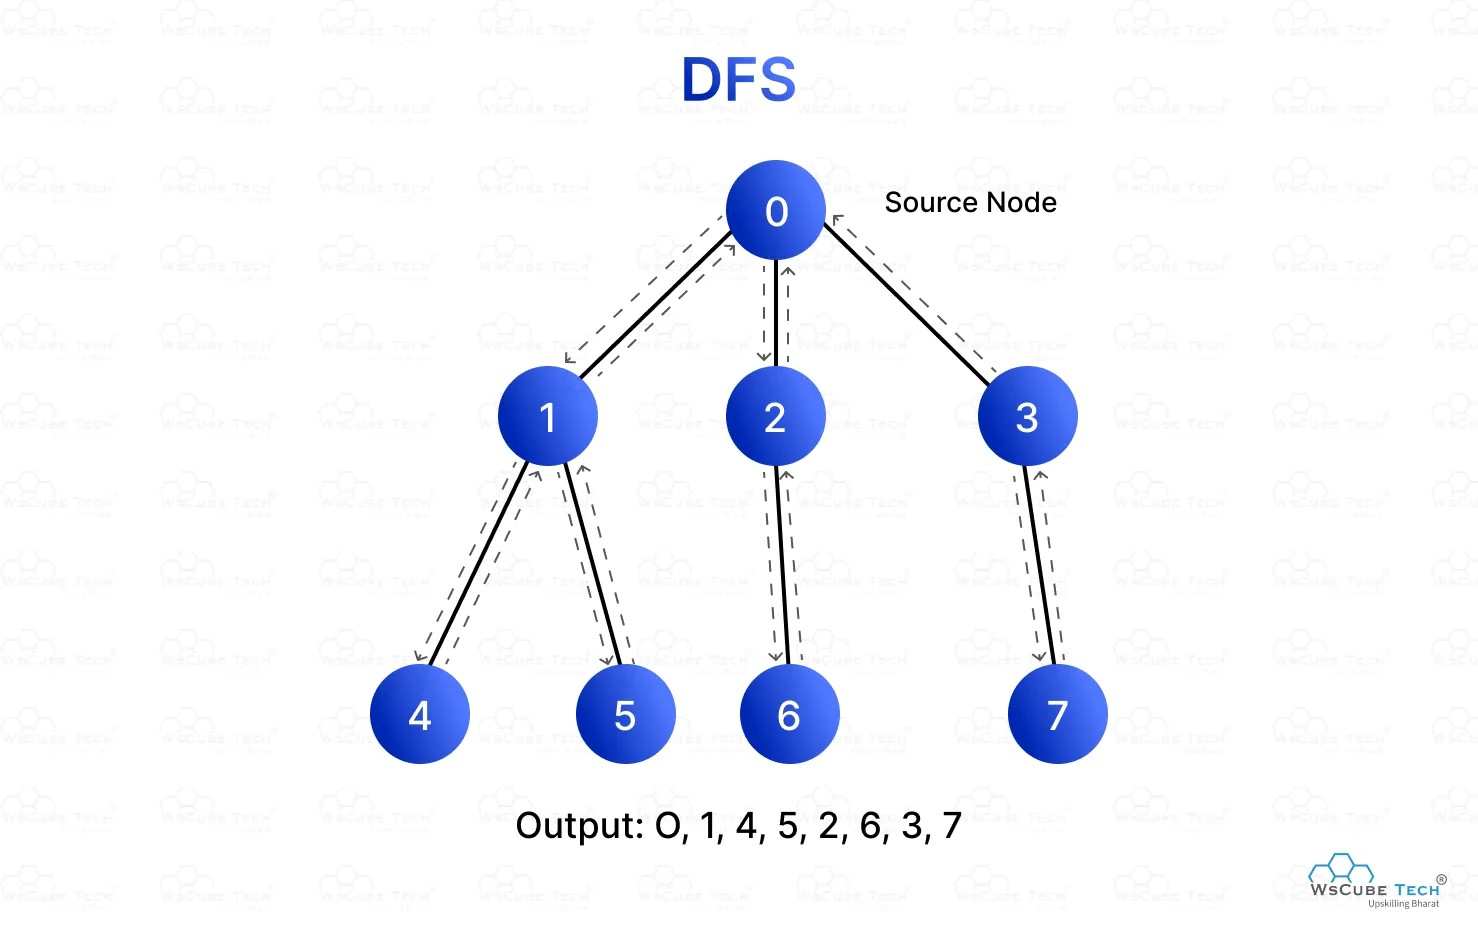 DFS
0
Source Node
1
2
3
4
5
6
7
Output: O, 1, 4, 5, 2, 6, 3, 7
WsCube Tech®
Upskilling Bharat